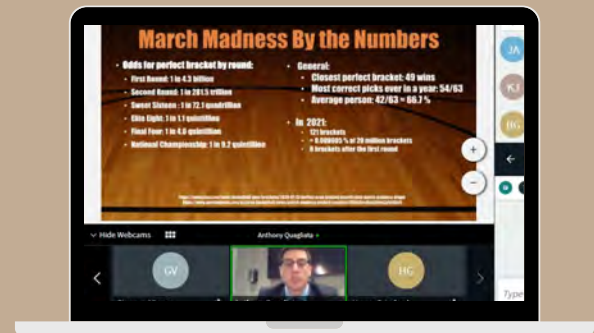 March Madness By the Numbers
• Odds for perfect bracket by round:
• First Round: 1 in 4.3 billion
• Second Round: 1 in 281.5 trillion
• Sweet Sixteen: 1 in 72.1 quadrillion
• Elite Eight: 1 in 1.1 quintillion
• Final Four: 1 in 4.6 quintillion
• National Championship: 1 in 9.2 quintillion
• General:
• Closest perfect bracket: 49 wins
• Most correct picks ever in a year: 54/63
• Average person: 42/63 = 66.7 %
• In 2021:
• 121 brackets
• = 0.000605 % of 20 million brackets
• 0 brackets after the first round
JA
KJ
HG
+
−
Hide Webcams
Anthony Quagliata
GV
HG
Type